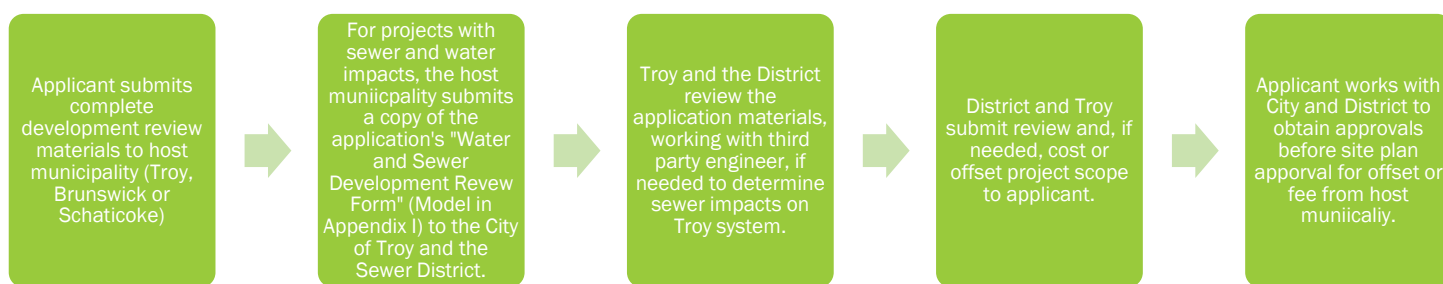 Applicant submits
complete
development review
materials to host
municipality (Troy,
Brunswick or
Schaticoke)
For projects with
sewer and water
impacts, the host
muniicpality submits
a copy of the
application's "Water
and Sewer
Development Revew
Form" (Model in
Appendix I) to the City
of Troy and the
Sewer District.
Troy and the District
review the
application materials,
working with third
party engineer, if
needed to determine
sewer impacts on
Troy system.
District and Troy
submit review and, if
needed, cost or
offset project scope
to applicant.
Applicant works with
City and District to
obtain approvals
before site plan
apporval for offset or
fee from host
muniicaliy.